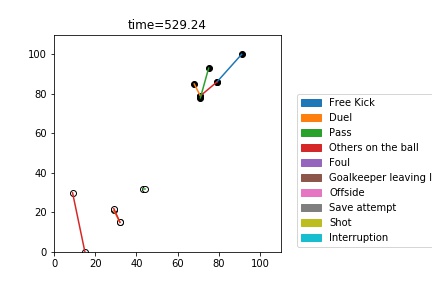 time=529.24
100
80
60
40
20
0
0 20 40 60 80 100
Free Kick
Duel
Pass
Others on the ball
Foul
Goalkeeper leaving l
Offside
Save attempt
Shot
Interruption